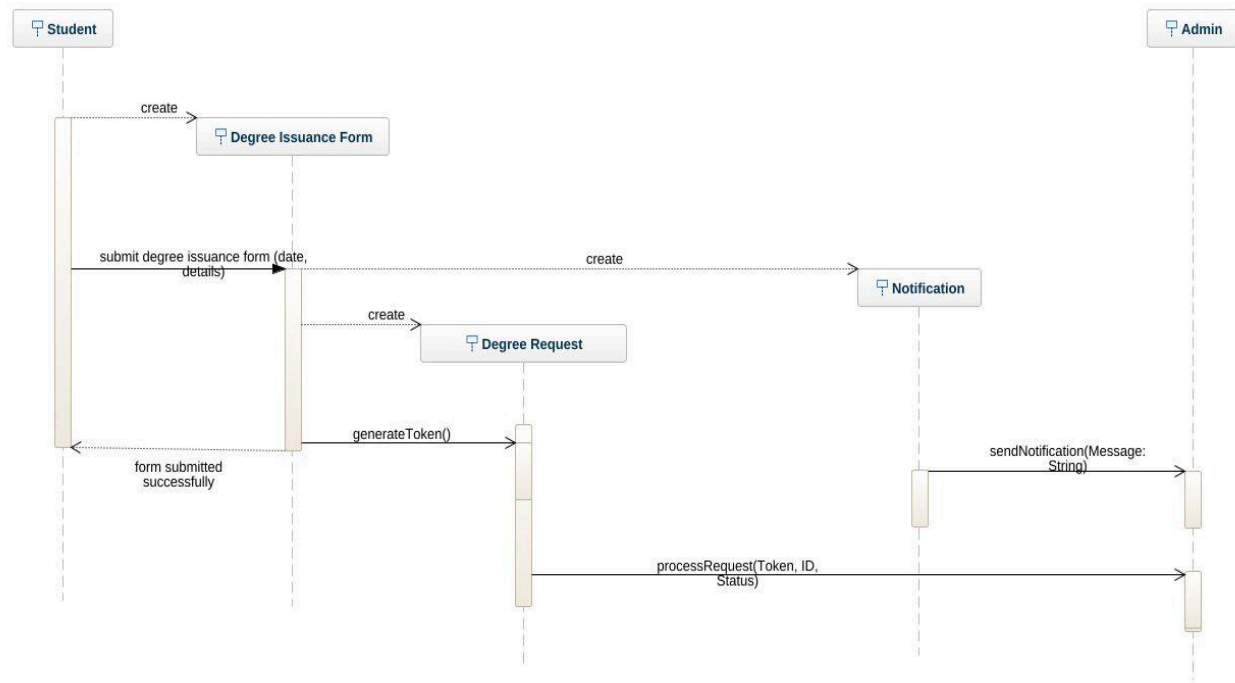 Student
Admin
create
Degree Issuance Form
submit degree issuance form (date,
details)
create
Notification
create
Degree Request
generateToken()
form submitted
successfully
sendNotification(Message:
String)
processRequest(Token, ID,
Status)